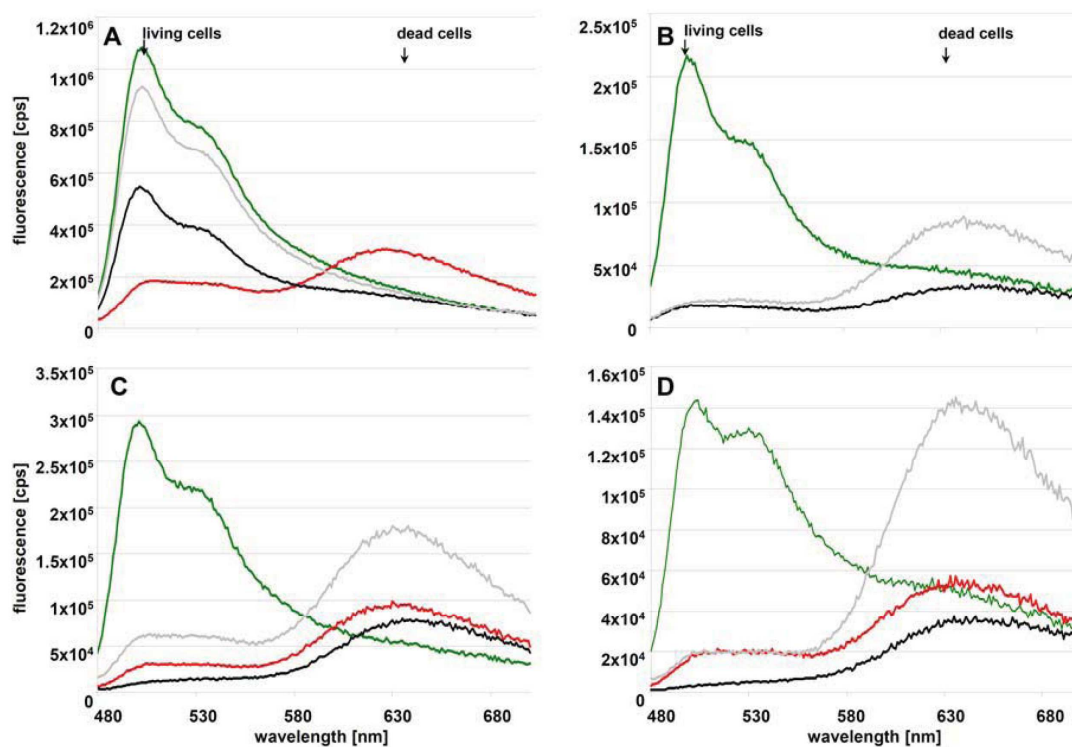 A living cells dead cells
1.2x10⁶
1x10⁶
8x10⁵
6x10⁵
4x10⁵
2x10⁵
0
fluorescence [cps]
B living cells dead cells
2.5x10⁵
2x10⁵
1.5x10⁵
1x10⁵
5x10⁴
0
C
3.5x10⁵
3x10⁵
2x10⁵
2x10⁵
1.5x10⁵
1x10⁵
5x10⁴
0
fluorescence [cps]
480 530 580 630 680
wavelength [nm]
D
1.6x10⁵
1.4x10⁵
1.2x10⁵
1x10⁵
8x10⁴
6x10⁴
4x10⁴
2x10⁴
0
480 530 580 630 680
wavelength [nm]